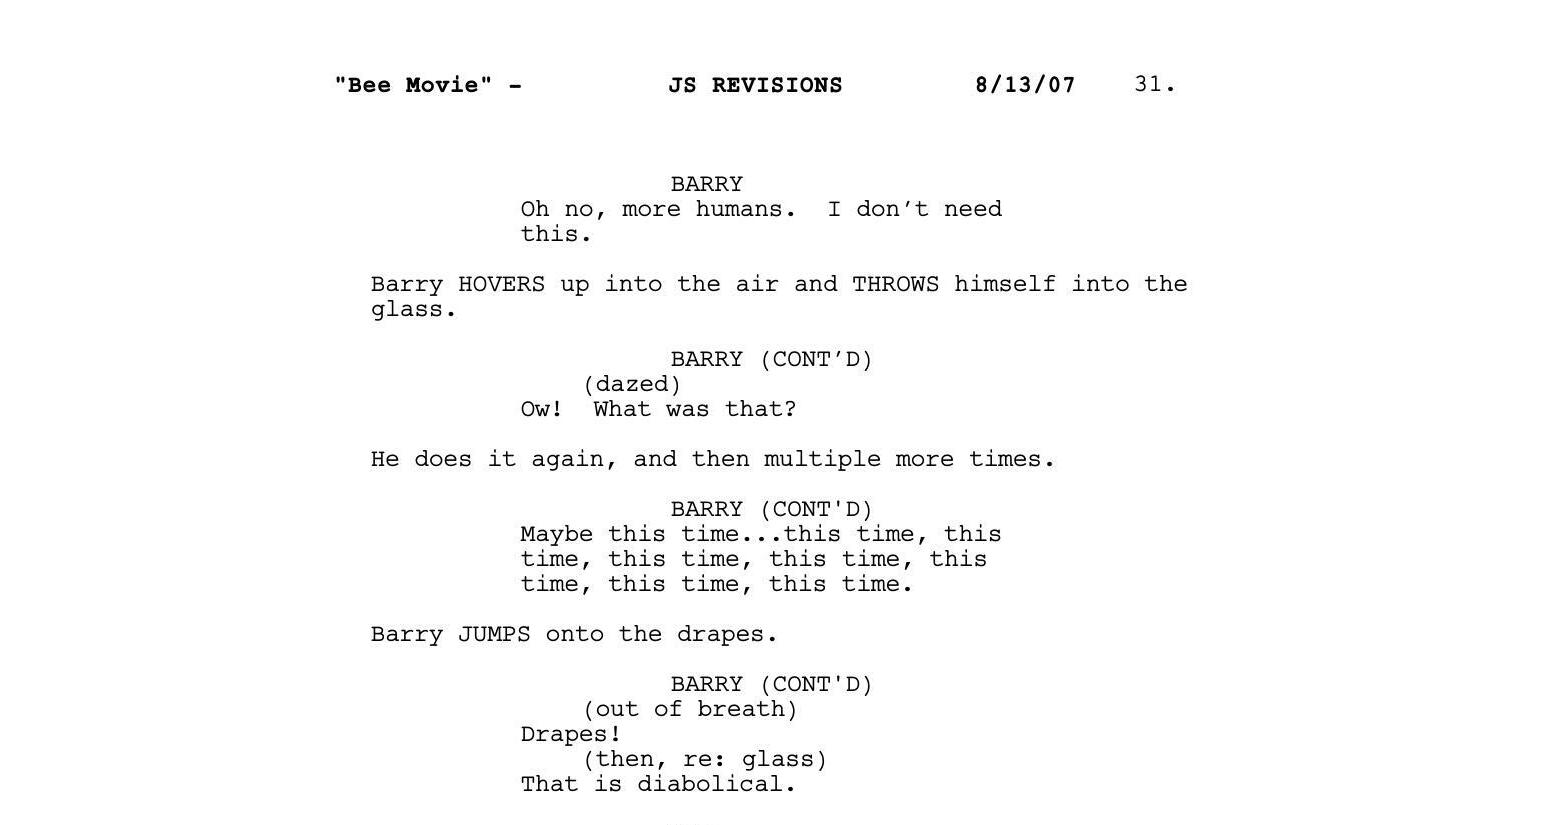 "Bee Movie" - JS REVISIONS 8/13/07 31.
BARRY
Oh no, more humans.  I don’t need
this.
Barry HOVERS up into the air and THROWS himself into the
glass.
BARRY (CONT’D)
(dazed)
Ow!  What was that?
He does it again, and then multiple more times.
BARRY (CONT'D)
Maybe this time...this time, this
time, this time, this time, this
time, this time, this time.
Barry JUMPS onto the drapes.
BARRY (CONT'D)
(out of breath)
Drapes!
(then, re: glass)
That is diabolical.